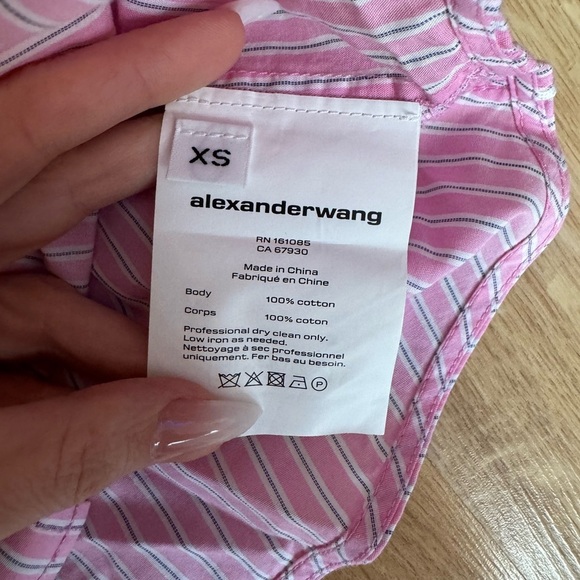 XS
alexanderwang
RN 161085
CA 67930
Made in China
Fabriqué en Chine
Body 100% cotton
Corps 100% coton
Professional dry clean only.
Low iron as needed.
Nettoyage à sec professionnel
uniquement. Fer bas au besoin.
P